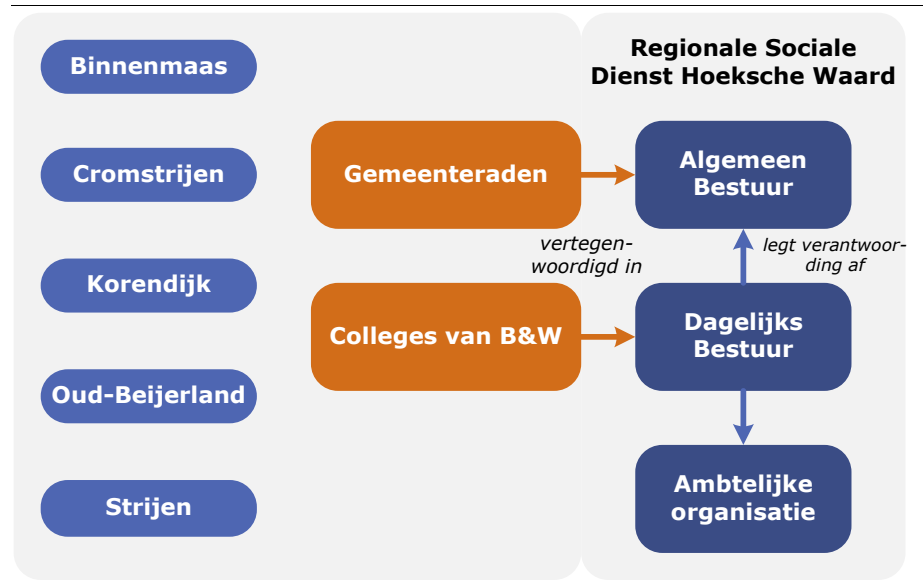 Binnenmaas
Cromstrijen
Korendijk
Oud-Beijerland
Strijen
Gemeenteraden
Colleges van B&W
vertegen-
woordigd in
Regionale Sociale
Dienst Hoeksche Waard
Algemeen
Bestuur
legt verantwoor-
ding af
Dagelijks
Bestuur
Ambtelijke
organisatie